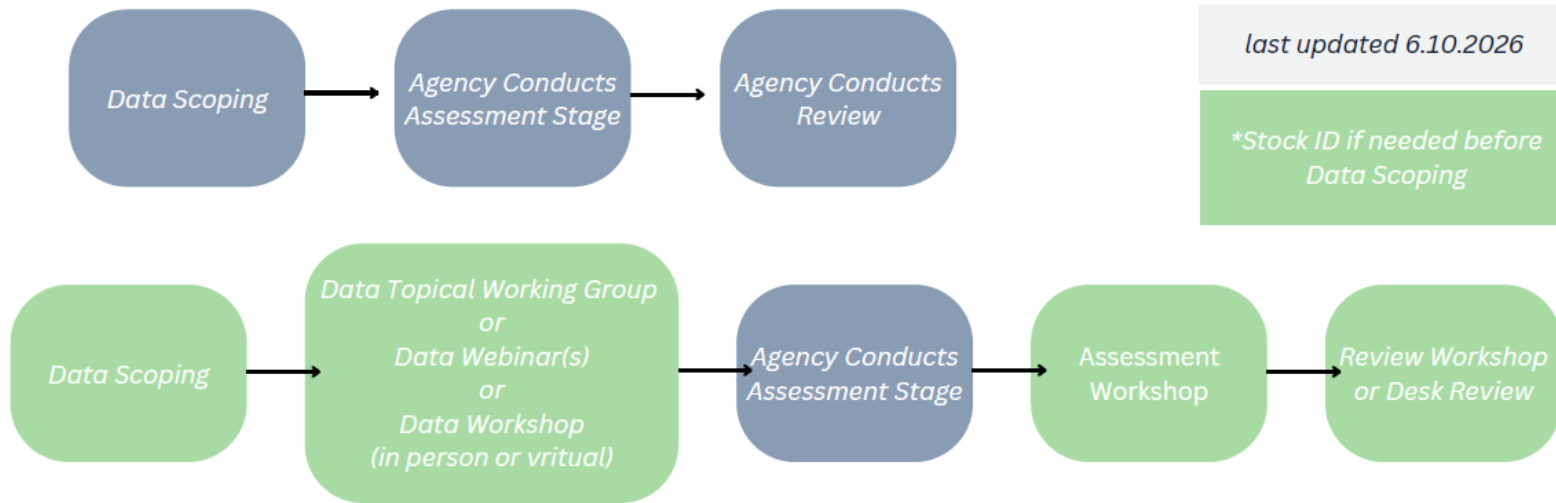 Data Scoping
Agency Conducts
Assessment Stage
Agency Conducts
Review
last updated 6.10.2026
*Stock ID if needed before
Data Scoping
Data Scoping
Data Topical Working Group
or
Data Webinar(s)
or
Data Workshop
(in person or vritual)
Agency Conducts
Assessment Stage
Assessment
Workshop
Review Workshop
or Desk Review